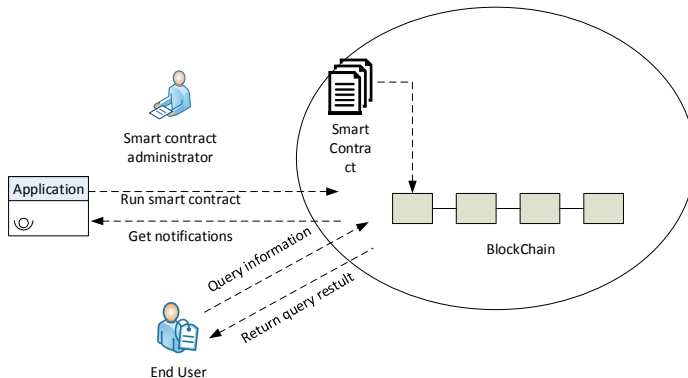 Smart contract
administrator
Smart
Contra
ct
Application
Run smart contract
Get notifications
BlockChain
Query information
Return query restult
End User